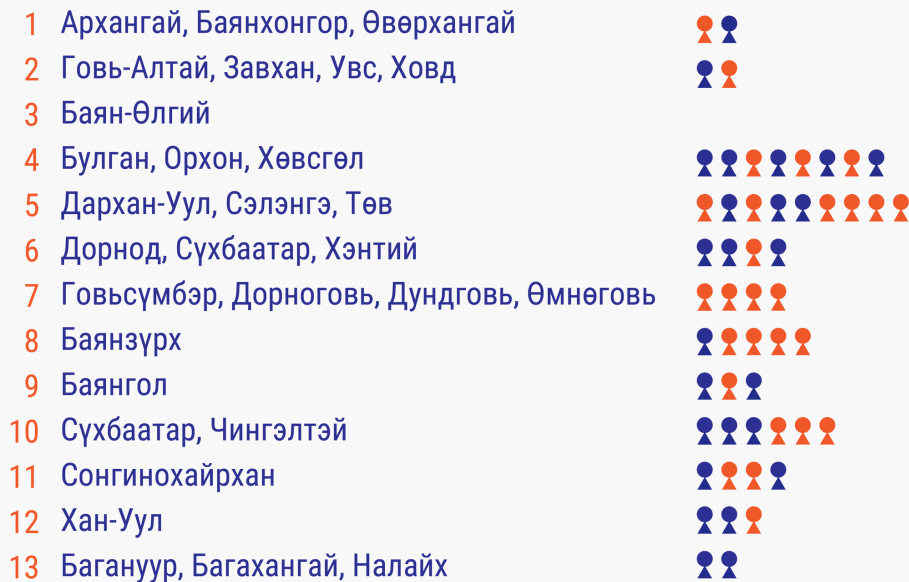 1 Архангай, Баянхонгор, Өвөрхангай
2 Говь-Алтай, Завхан, Увс, Ховд
3 Баян-Өлгий
4 Булган, Орхон, Хөвсгөл
5 Дархан-Уул, Сэлэнгэ, Төв
6 Дорнод, Сүхбаатар, Хэнтий
7 Говьсүмбэр, Дорноговь, Дундговь, Өмнөговь
8 Баянзүрх
9 Баянгол
10 Сүхбаатар, Чингэлтэй
11 Сонгинохайрхан
12 Хан-Уул
13 Багануур, Багахангай, Налайх